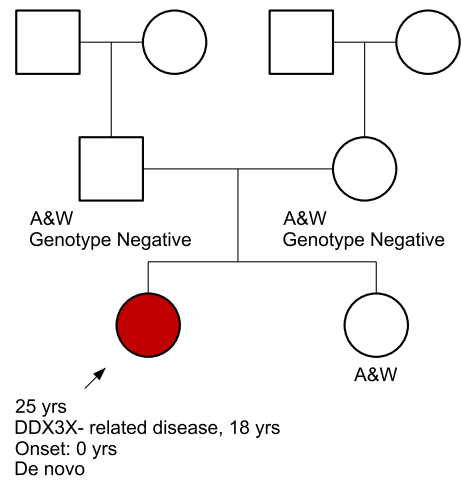 A&W
Genotype Negative
A&W
Genotype Negative
A&W
25 yrs
DDX3X- related disease, 18 yrs
Onset: 0 yrs
De novo